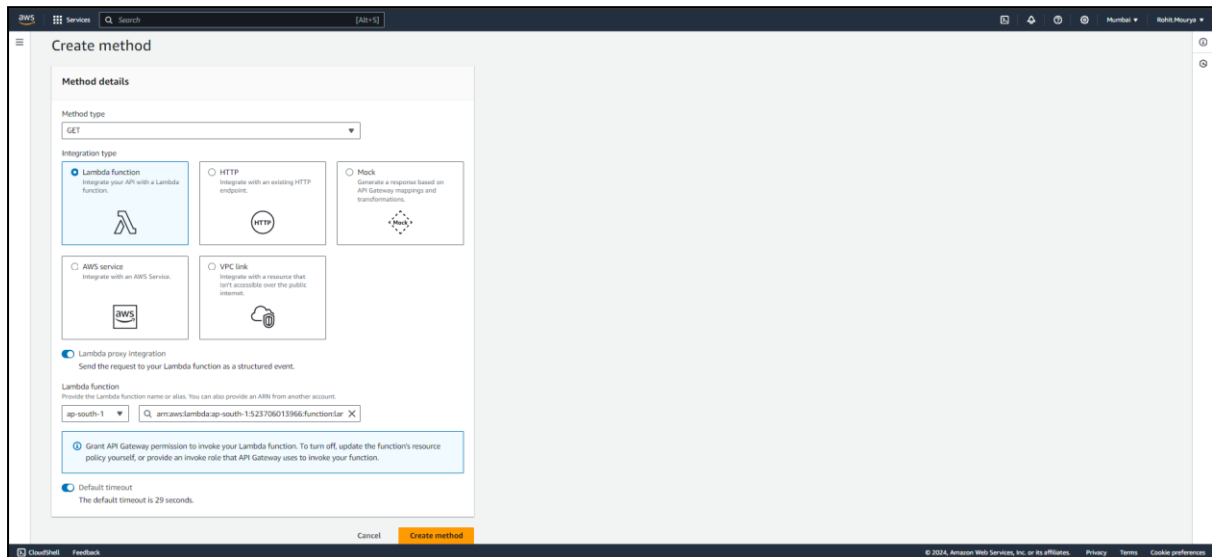 aws
Services
Search
[Alt+S]
Mumbai
Rohit.Mourya
Create method
Method details
Method type
GET
Integration type
Lambda function
Integrate your API with a Lambda
function.
HTTP
Integrate with an existing HTTP
endpoint.
HTTP
Mock
Generate a response based on
API Gateway mappings and
transformations.
Mock
AWS service
Integrate with an AWS Service.
aws
VPC link
Integrate with a resource that
isn't accessible over the public
internet.
Lambda proxy integration
Send the request to your Lambda function as a structured event.
Lambda function
Provide the Lambda function name or alias. You can also provide an ARN from another account.
ap-south-1
arn:aws:lambda:ap-south-1:523706013966:function:lar
Grant API Gateway permission to invoke your Lambda function. To turn off, update the function's resource
policy yourself, or provide an invoke role that API Gateway uses to invoke your function.
Default timeout
The default timeout is 29 seconds.
Cancel
Create method
CloudShell
Feedback
© 2024, Amazon Web Services, Inc. or its affiliates.
Privacy
Terms
Cookie preferences